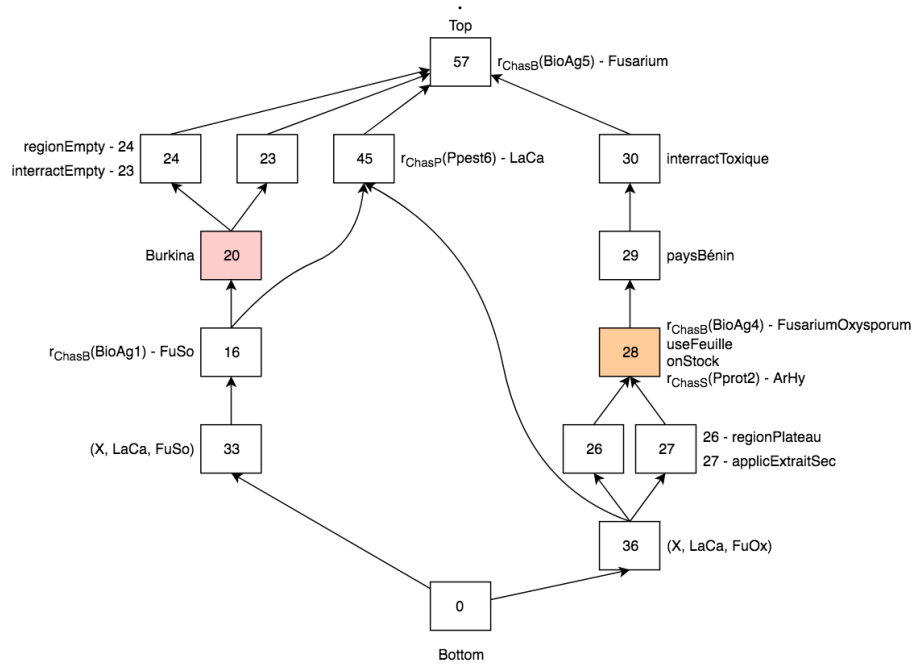 Top
57
r_ChasB(BioAg5) - Fusarium
regionEmpty - 24
interractEmpty - 23
24
23
45
r_ChasP(Ppest6) - LaCa
30
interractToxique
Burkina
20
29
paysBénin
r_ChasB(BioAg1) - FuSo
16
28
r_ChasB(BioAg4) - FusariumOxysporum
useFeuille
onStock
r_ChasS(Pprot2) - ArHy
(X, LaCa, FuSo)
33
26
27
26 - regionPlateau
27 - applicExtraitSec
36
(X, LaCa, FuOx)
0
Bottom